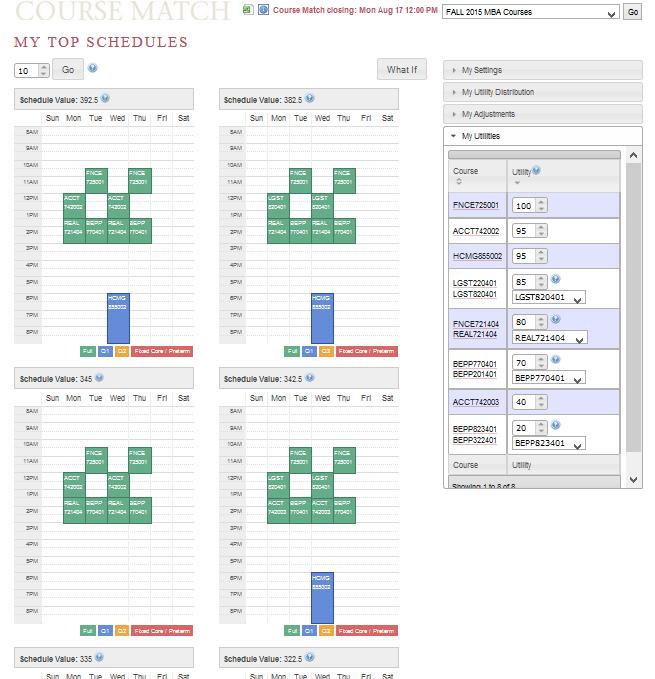 COURSE MATCH
Course Match closing: Mon Aug 17 12:00 PM
FALL 2015 MBA Courses
Go
MY TOP SCHEDULES
10
Go
What If
Schedule Value: 392.5
Sun Mon Tue Wed Thu Fri Sat
8AM
9AM
10AM
11AM
12PM
1PM
2PM
3PM
4PM
5PM
6PM
7PM
8PM
FNCE 725001
FNCE 725001
ACCT 742002
ACCT 742002
REAL 721404
BEPP 770401
REAL 721404
BEPP 770401
HCMG 855002
Full Q1 Q2 Fixed Core / Preterm
Schedule Value: 382.5
Sun Mon Tue Wed Thu Fri Sat
8AM
9AM
10AM
11AM
12PM
1PM
2PM
3PM
4PM
5PM
6PM
7PM
8PM
FNCE 725001
FNCE 725001
LGST 820401
LGST 820401
REAL 721404
BEPP 770401
REAL 721404
BEPP 770401
HCMG 855002
Full Q1 Q2 Fixed Core / Preterm
Schedule Value: 345
Sun Mon Tue Wed Thu Fri Sat
8AM
9AM
10AM
11AM
12PM
1PM
2PM
3PM
4PM
5PM
6PM
7PM
8PM
FNCE 725001
FNCE 725001
ACCT 742002
ACCT 742002
REAL 721404
BEPP 770401
REAL 721404
BEPP 770401
Full Q1 Q2 Fixed Core / Preterm
Schedule Value: 342.5
Sun Mon Tue Wed Thu Fri Sat
8AM
9AM
10AM
11AM
12PM
1PM
2PM
3PM
4PM
5PM
6PM
7PM
8PM
FNCE 725001
FNCE 725001
LGST 820401
LGST 820401
ACCT 742003
BEPP 770401
ACCT 742003
BEPP 770401
HCMG 855002
Full Q1 Q2 Fixed Core / Preterm
Schedule Value: 335
Sun Mon Tue Wed Thu Fri Sat
Schedule Value: 322.5
Sun Mon Tue Wed Thu Fri Sat
My Settings
My Utility Distribution
My Adjustments
My Utilities
Course Utility
FNCE725001 100
ACCT742002 95
HCMG855002 95
LGST220401 85
LGST820401 LGST820401
FNCE721404 80
REAL721404 REAL721404
BEPP770401 70
BEPP201401 BEPP770401
ACCT742003 40
BEPP823401 20
BEPP322401 BEPP823401
Course Utility
Showing 1 to 8 of 8